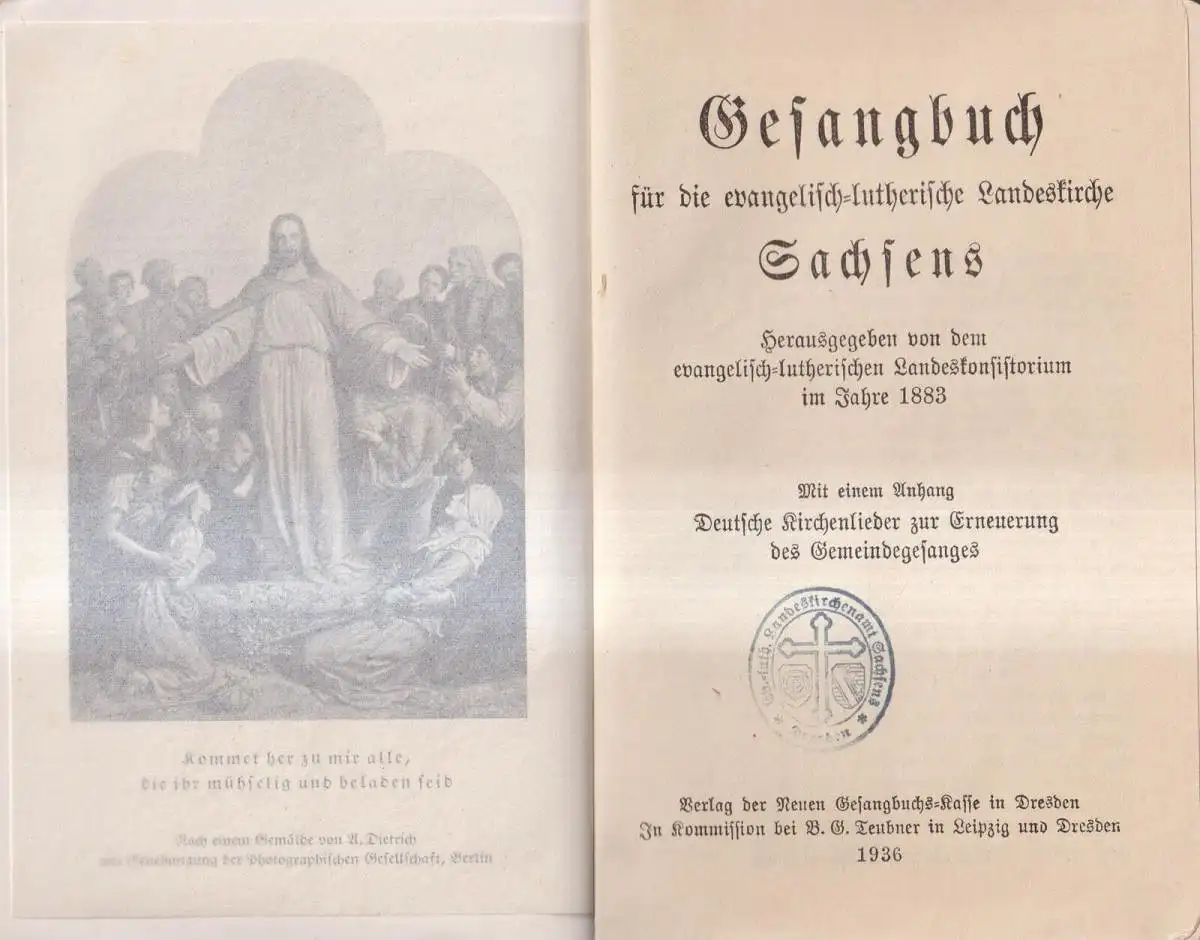 Kommet her zu mir alle,
die ihr mühselig und beladen seid
Nach einem Gemälde von A. Dietrich
mit Genehmigung der Photographischen Gesellschaft, Berlin
Gesangbuch
für die evangelisch-lutherische Landeskirche
Sachsens
Herausgegeben von dem
evangelisch-lutherischen Landeskonsistorium
im Jahre 1883
Mit einem Anhang
Deutsche Kirchenlieder zur Erneuerung
des Gemeindegesanges
Ev.-luth. Landeskirchenamt Sachsens
* Dresden *
Verlag der Neuen Gesangbuchs-Kasse in Dresden
In Kommission bei B. G. Teubner in Leipzig und Dresden
1936